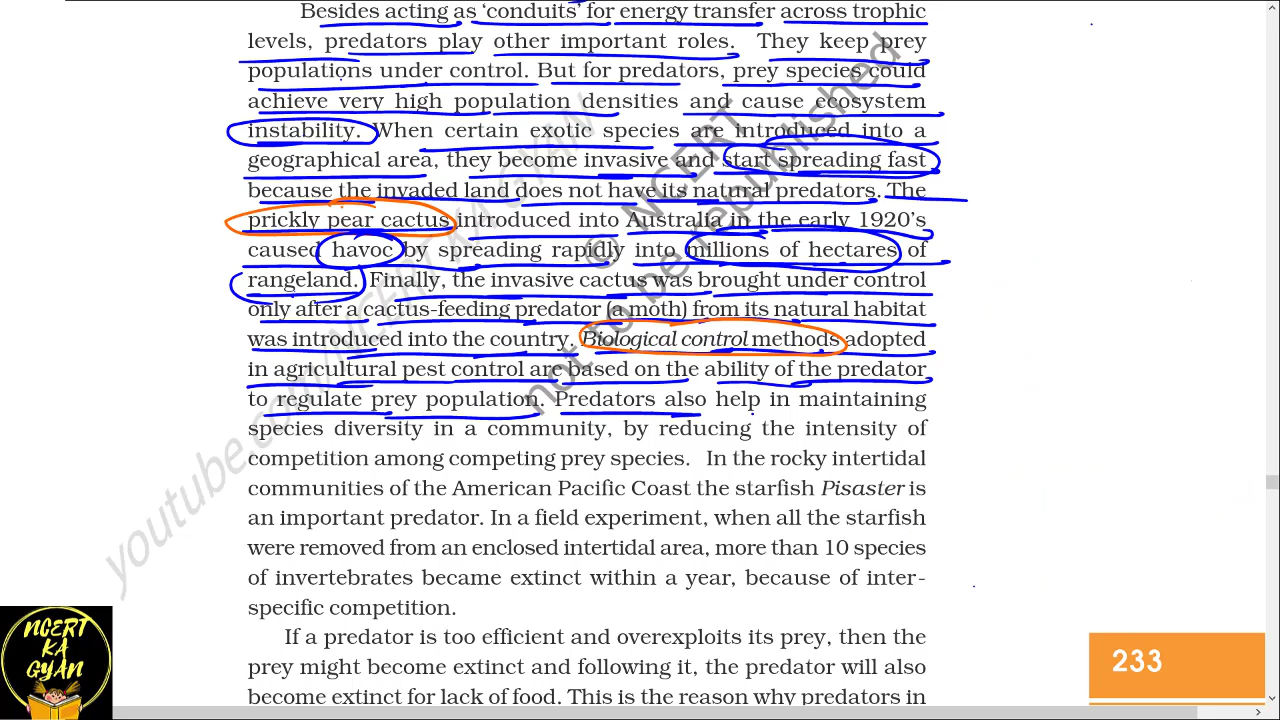 Besides acting as ‘conduits’ for energy transfer across trophic
levels, predators play other important roles. They keep prey
populations under control. But for predators, prey species could
achieve very high population densities and cause ecosystem
instability. When certain exotic species are introduced into a
geographical area, they become invasive and start spreading fast
because the invaded land does not have its natural predators. The
prickly pear cactus introduced into Australia in the early 1920’s
caused havoc by spreading rapidly into millions of hectares of
rangeland. Finally, the invasive cactus was brought under control
only after a cactus-feeding predator (a moth) from its natural habitat
was introduced into the country. Biological control methods adopted
in agricultural pest control are based on the ability of the predator
to regulate prey population. Predators also help in maintaining
species diversity in a community, by reducing the intensity of
competition among competing prey species. In the rocky intertidal
communities of the American Pacific Coast the starfish Pisaster is
an important predator. In a field experiment, when all the starfish
were removed from an enclosed intertidal area, more than 10 species
of invertebrates became extinct within a year, because of inter-
specific competition.
If a predator is too efficient and overexploits its prey, then the
prey might become extinct and following it, the predator will also
become extinct for lack of food. This is the reason why predators in
233
© NCERT
not to be republished
youtube.com/NCERT KA GYAN
NCERT
KA
GYAN